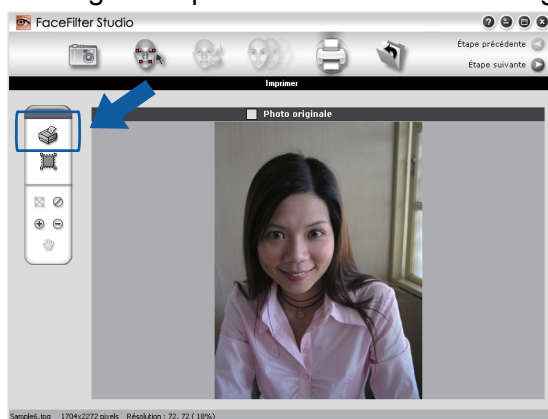 FaceFilter Studio
Étape précédente
Étape suivante
Imprimer
Photo originale
Sample6.jpg 1704x2272 pixels Résolution : 72, 72 ( 18%)